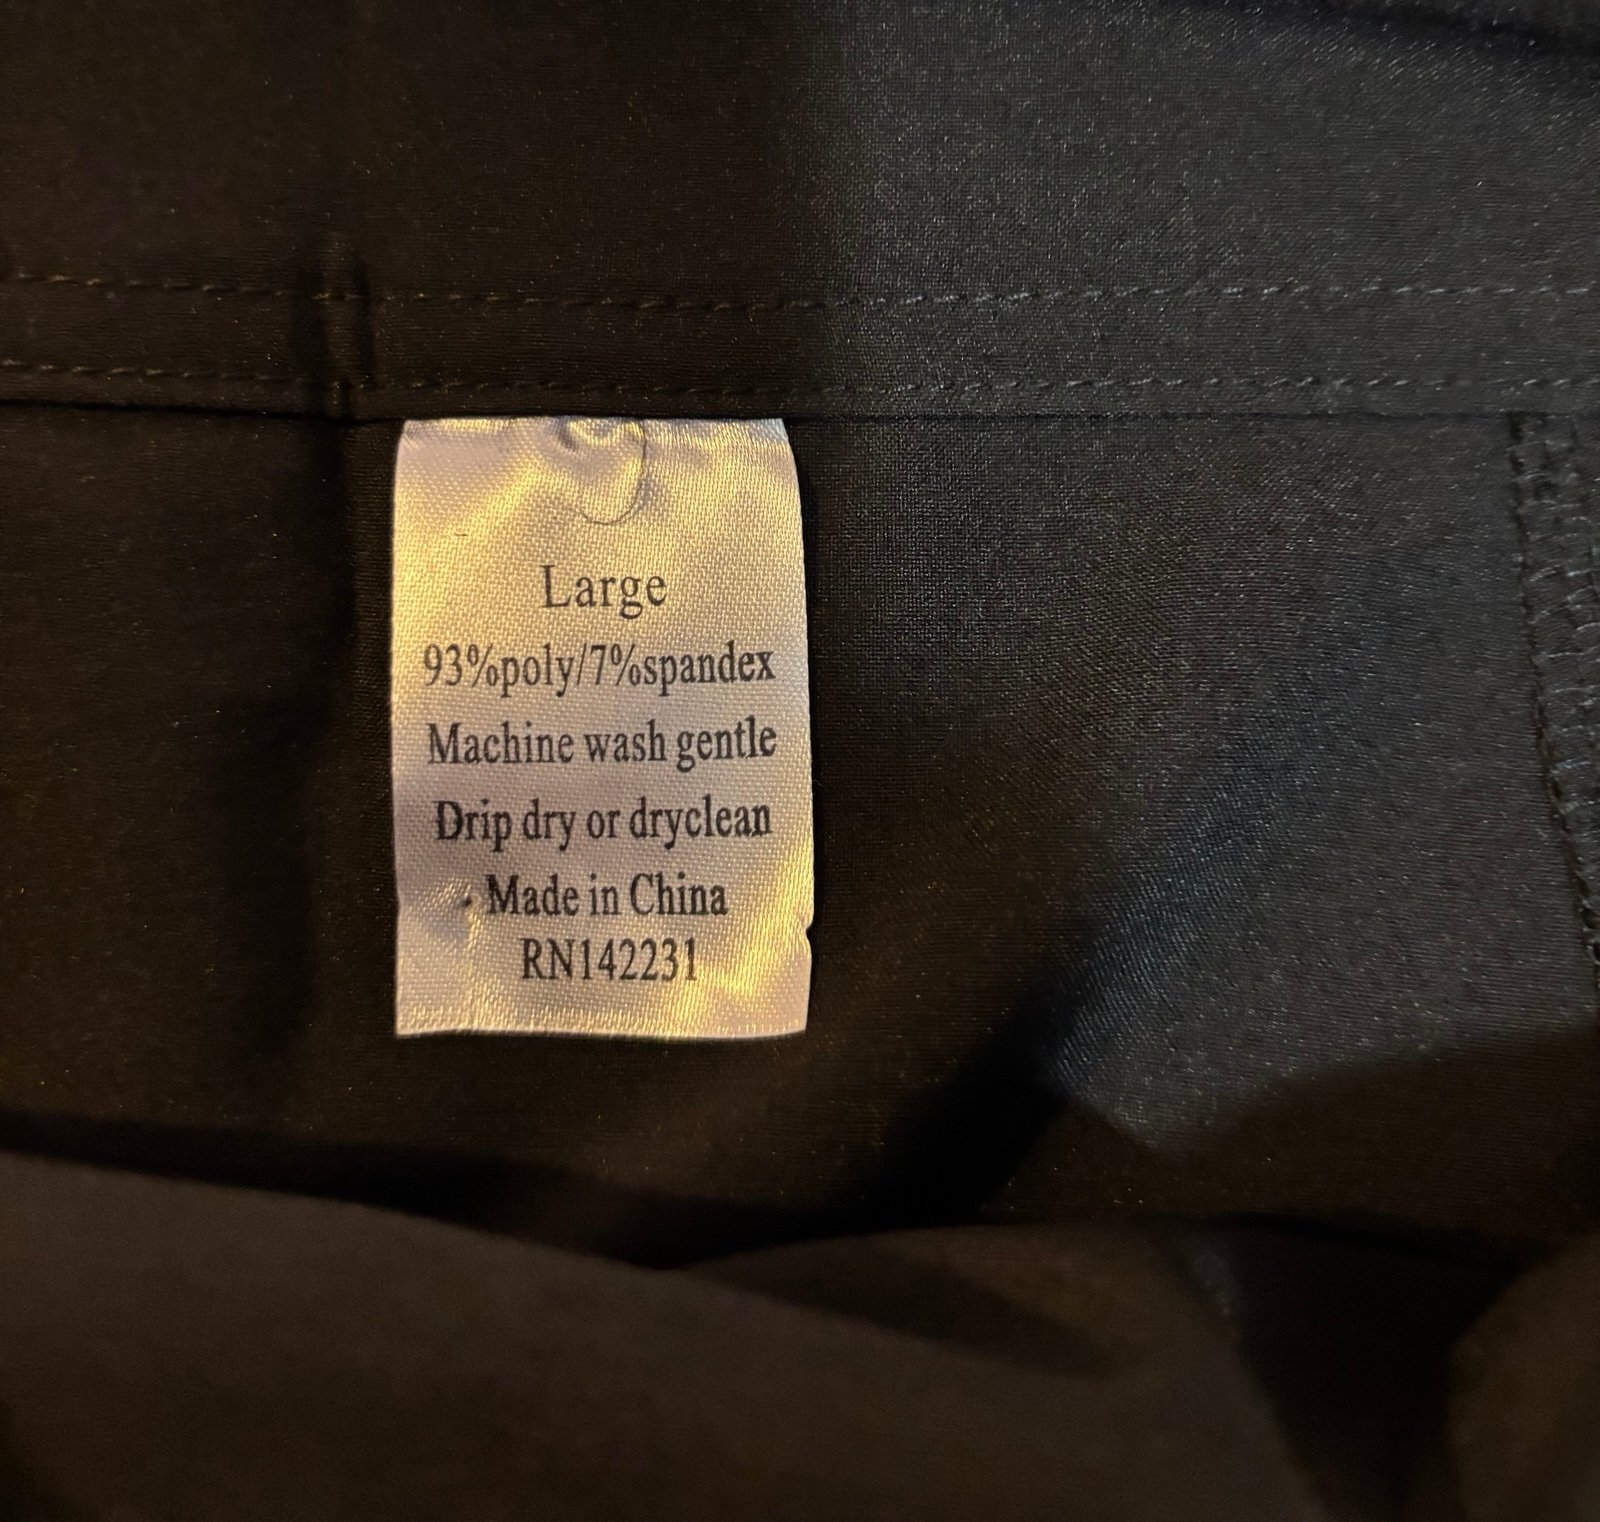 Large
93%poly/7%spandex
Machine wash gentle
Drip dry or dryclean
Made in China
RN142231